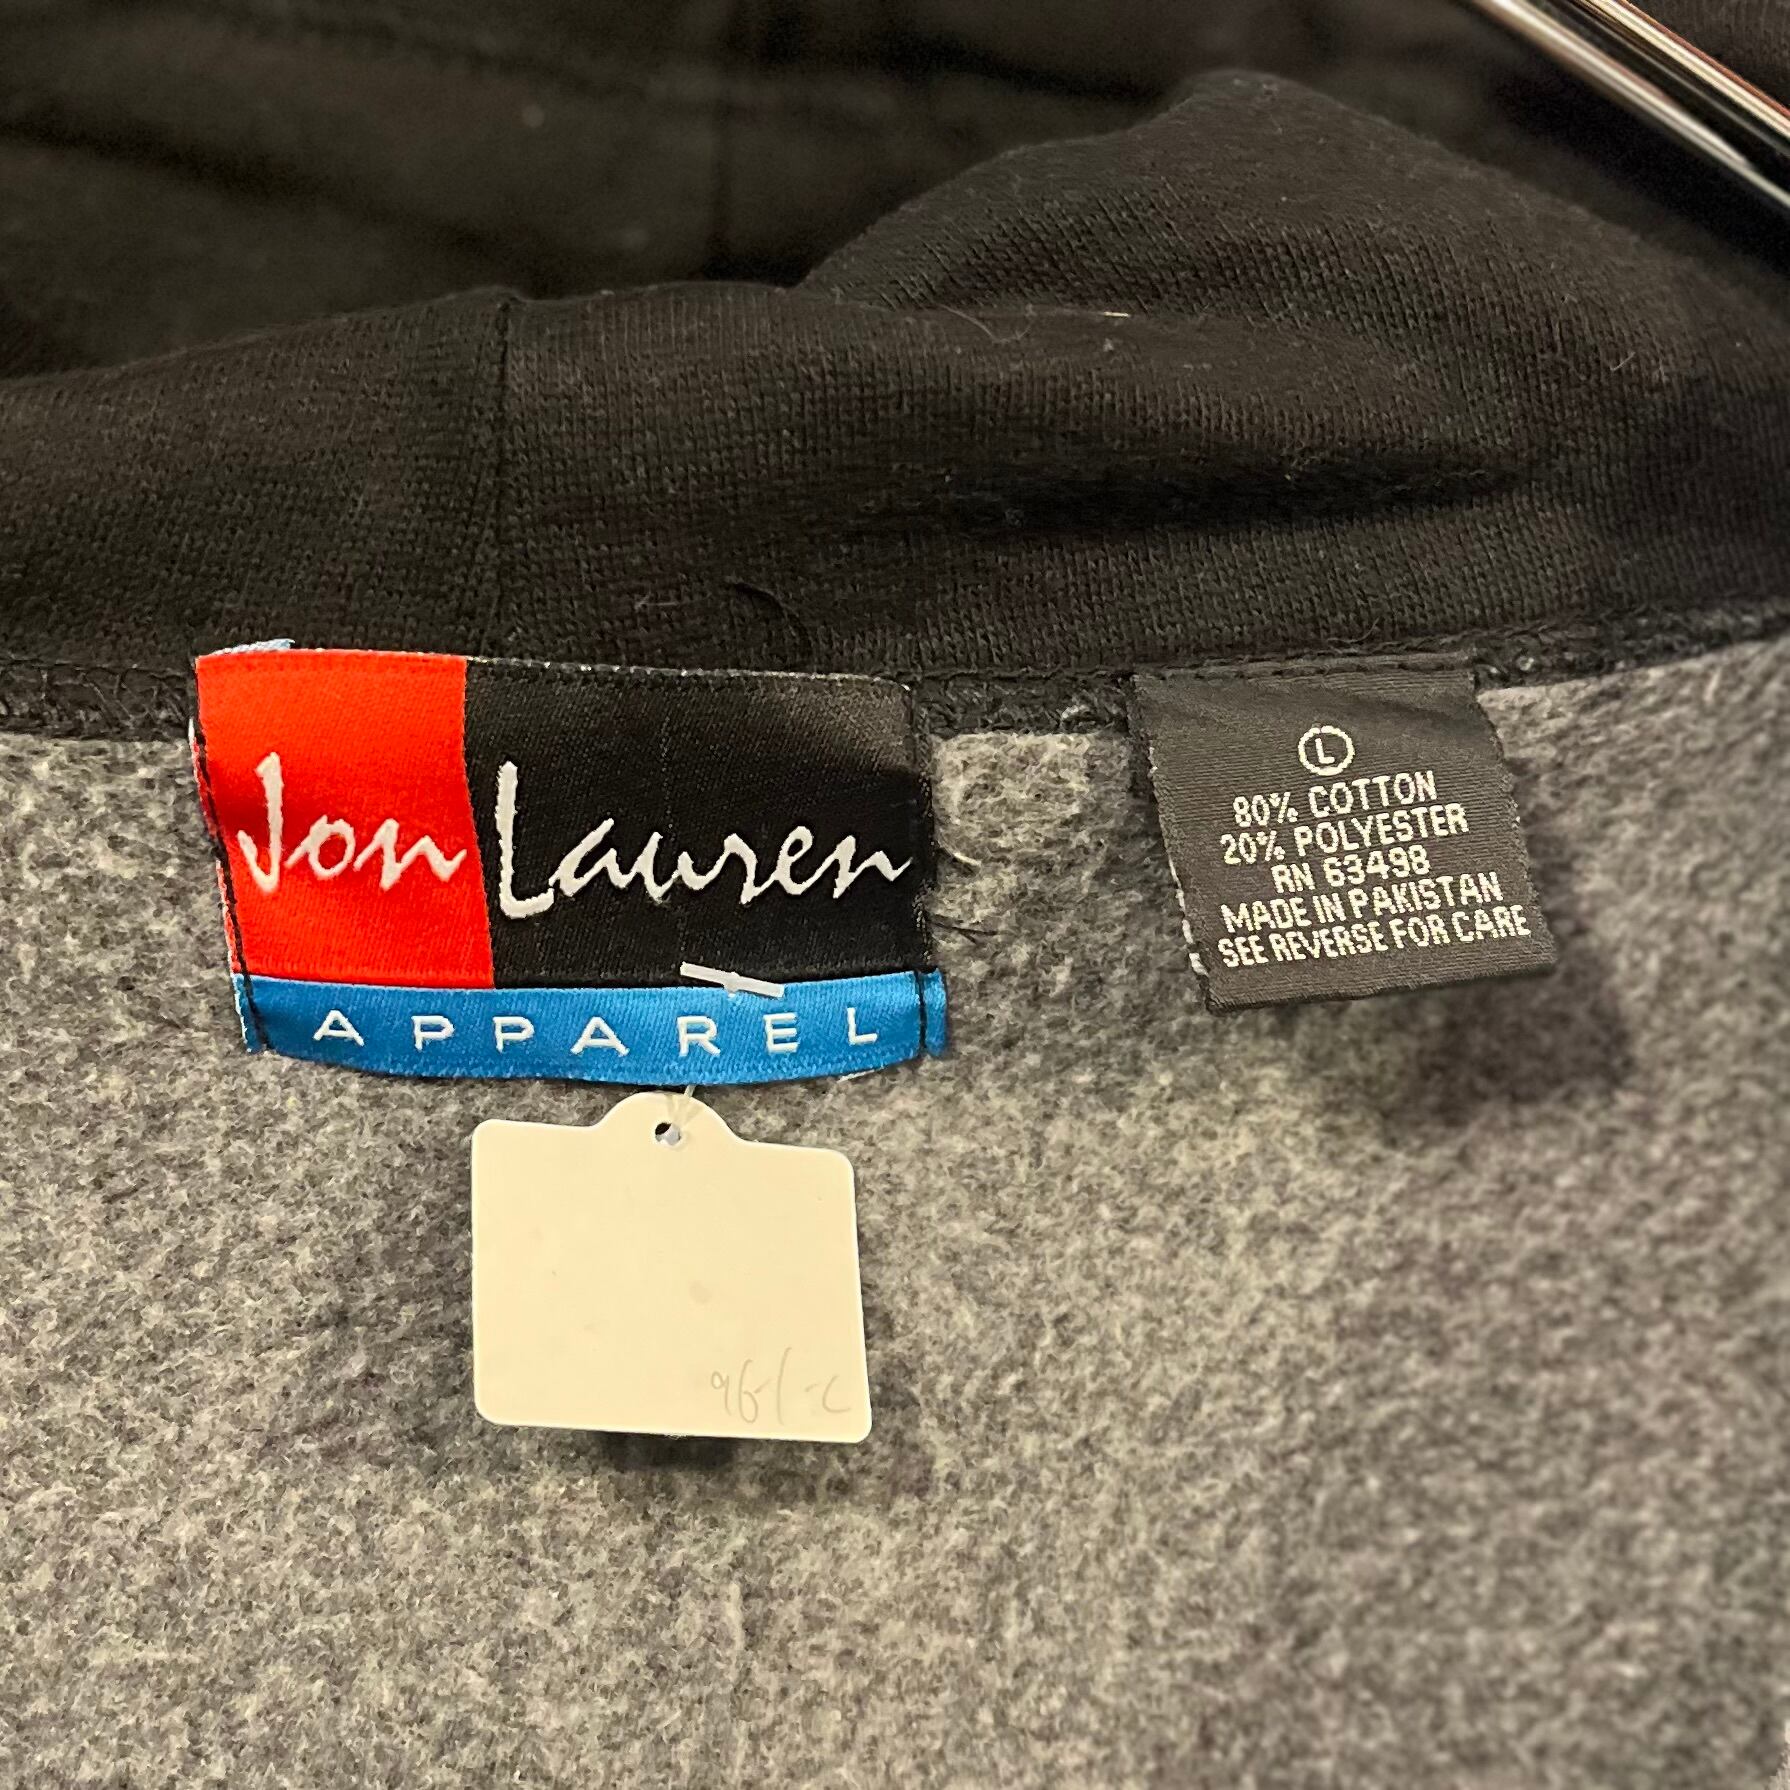 Jon Lauren
APPAREL
L
80% COTTON
20% POLYESTER
RN 63498
MADE IN PAKISTAN
SEE REVERSE FOR CARE